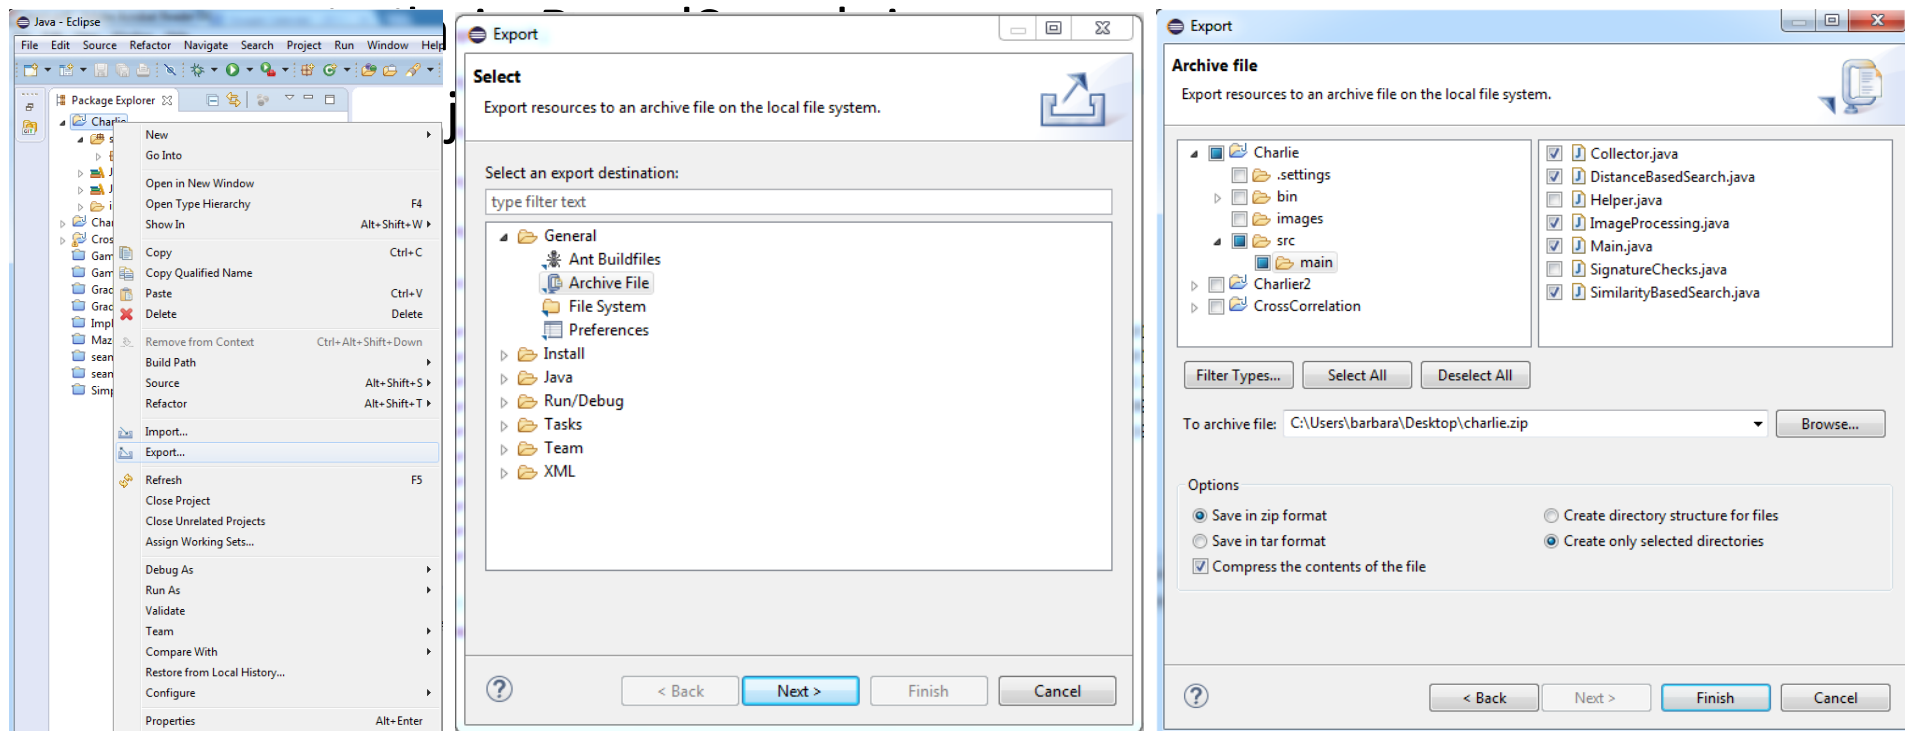 Java - Eclipse
File Edit Source Refactor Navigate Search Project Run Window Help
Package Explorer
Charlie
New
Go Into
Open in New Window
Open Type Hierarchy F4
Show In Alt+Shift+W
Copy Ctrl+C
Copy Qualified Name
Paste Ctrl+V
Delete Delete
Remove from Context Ctrl+Alt+Shift+Down
Build Path
Source Alt+Shift+S
Refactor Alt+Shift+T
Import...
Export...
Refresh F5
Close Project
Close Unrelated Projects
Assign Working Sets...
Debug As
Run As
Validate
Team
Compare With
Restore from Local History...
Configure
Properties Alt+Enter
Export
Select
Export resources to an archive file on the local file system.
Select an export destination:
type filter text
General
Ant Buildfiles
Archive File
File System
Preferences
Install
Java
Run/Debug
Tasks
Team
XML
< Back Next > Finish Cancel
Export
Archive file
Export resources to an archive file on the local file system.
Charlie
.settings
bin
images
src
main
Charlier2
CrossCorrelation
Collector.java
DistanceBasedSearch.java
Helper.java
ImageProcessing.java
Main.java
SignatureChecks.java
SimilarityBasedSearch.java
Filter Types... Select All Deselect All
To archive file: C:\Users\barbara\Desktop\charlie.zip Browse...
Options
Save in zip format
Save in tar format
Compress the contents of the file
Create directory structure for files
Create only selected directories
< Back Next > Finish Cancel